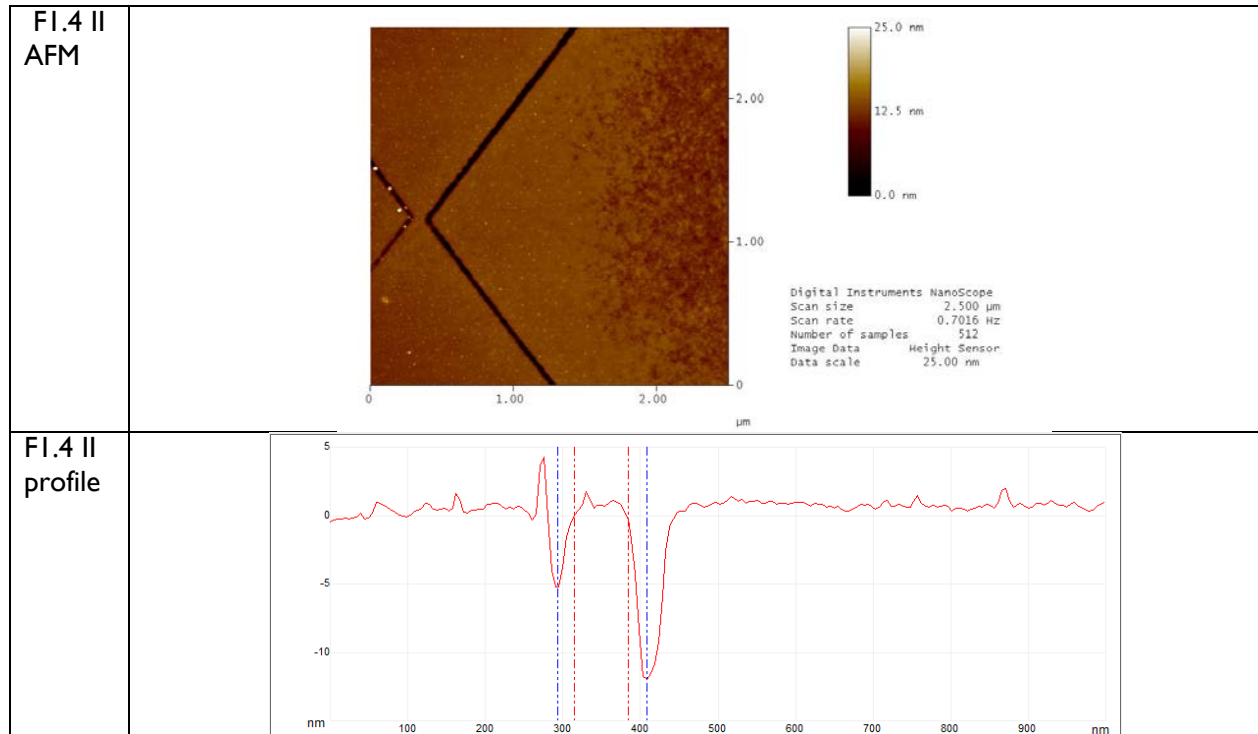 F1.4 II
AFM
25.0 nm
12.5 nm
0.0 nm
2.00
1.00
0
0
1.00
2.00
μm
Digital Instruments NanoScope
Scan size 2.500 μm
Scan rate 0.7016 Hz
Number of samples 512
Image Data Height Sensor
Data scale 25.00 nm
F1.4 II
profile
5
0
-5
-10
nm
100 200 300 400 500 600 700 800 900 nm